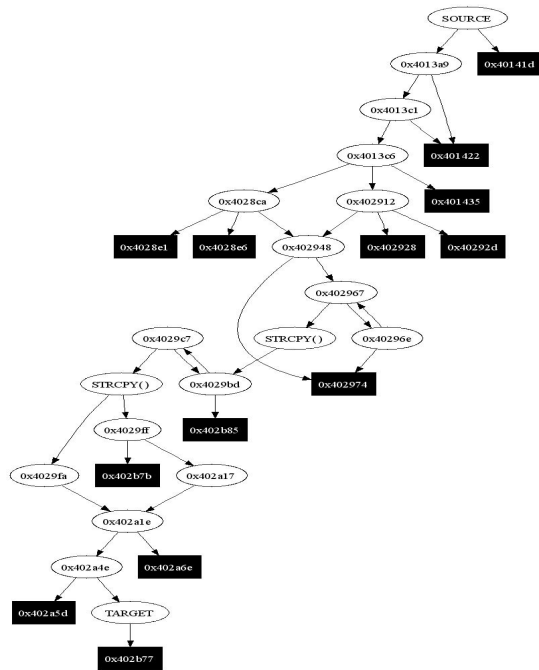 SOURCE
0x4013a9
0x40141d
0x4013c1
0x4013c6
0x401422
0x4028ca
0x402912
0x401435
0x4028e1
0x4028e6
0x402948
0x402928
0x40292d
0x402967
0x4029c7
STRCPY()
0x40296e
STRCPY()
0x4029bd
0x402974
0x4029ff
0x402b85
0x4029fa
0x402b7b
0x402a17
0x402a1e
0x402a4e
0x402a6e
0x402a5d
TARGET
0x402b77